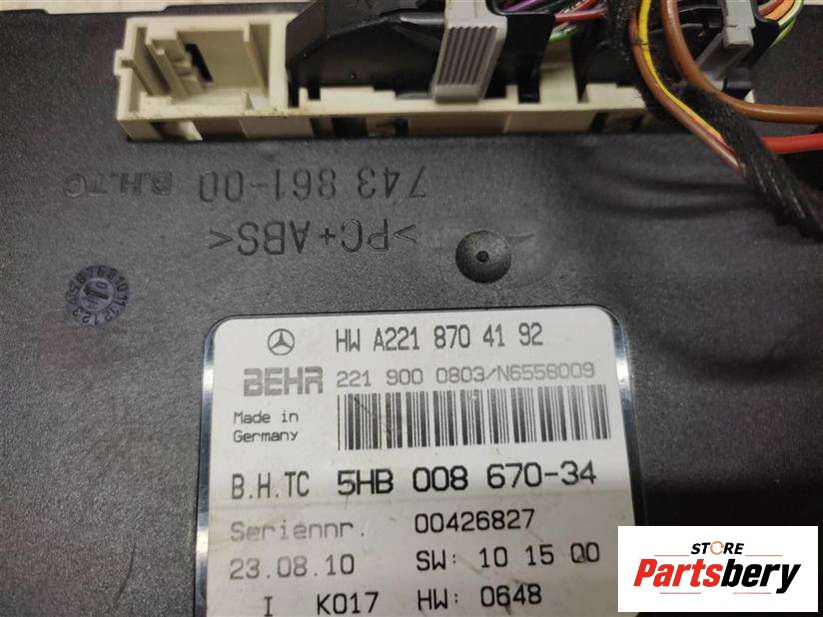 743 861-00 B.H.TC
>PC+ABS<
HW A221 870 41 92
BEHR 221 900 0803/N6558009
Made in
Germany
B.H.TC 5HB 008 670-34
Seriennr. 00426827
23.08.10 SW: 10 15 00
I K017 HW: 0648
STORE
Partsbery